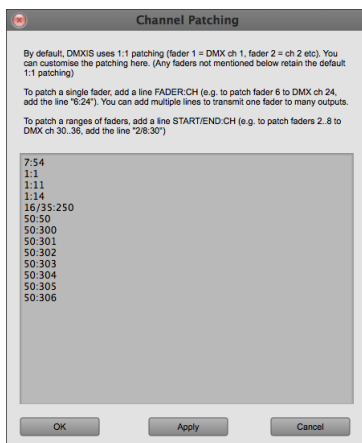 Channel Patching
By default, DMXIS uses 1:1 patching (fader 1 = DMX ch 1, fader 2 = ch 2 etc). You
can customise the patching here. (Any faders not mentioned below retain the default
1:1 patching)
To patch a single fader, add a line FADER:CH (e.g. to patch fader 6 to DMX ch 24,
add the line "6:24"). You can add multiple lines to transmit one fader to many outputs.
To patch a ranges of faders, add a line START/END:CH (e.g. to patch faders 2..8 to
DMX ch 30..36, add the line "2/8:30")
7:54
1:1
1:11
1:14
16/35:250
50:50
50:300
50:301
50:302
50:303
50:304
50:305
50:306
OK Apply Cancel